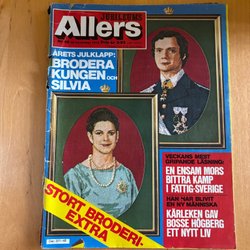 JUBILEUMS
Allers
ÅRETS JULKLAPP:
BRODERA
KUNGEN OCH
SILVIA
VECKANS MEST
GRIPANDE LÄSNING:
EN ENSAM MORS
BITTRA KAMP
I FATTIG-SVERIGE
HAN HAR BLIVIT
EN NY MÄNNISKA
KÄRLEKEN GAV
BOSSE HÖGBERG
ETT NYTT LIV
STORT BRODERI-
EXTRA